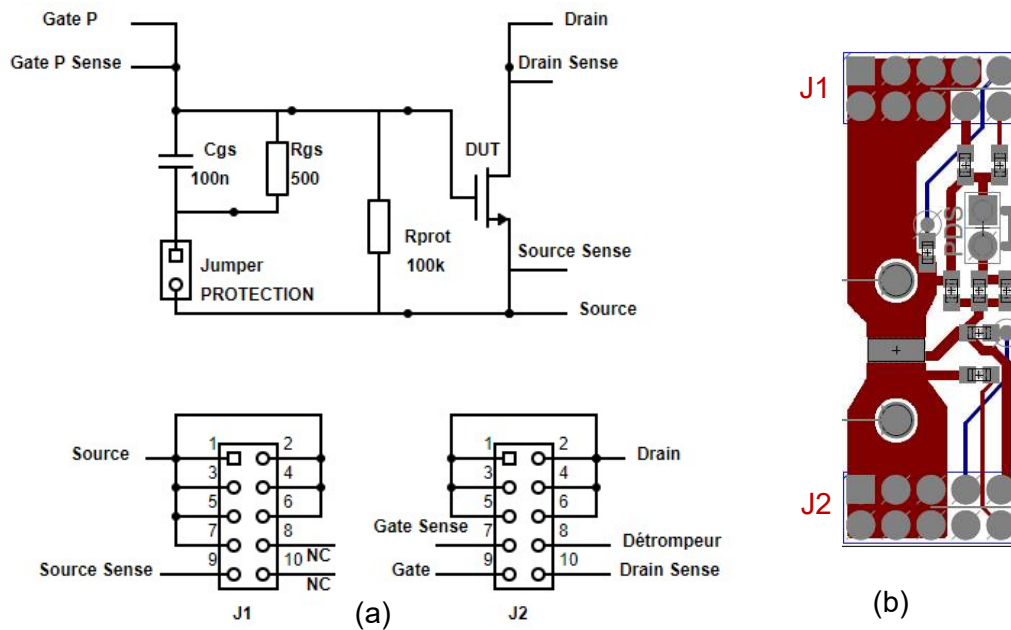 Gate P
Gate P Sense
Cgs
100n
Rgs
500
Rprot
100k
Jumper
PROTECTION
DUT
Drain
Drain Sense
Source Sense
Source
Source
Source Sense
1
2
3
4
5
6
7
8
9
10
NC
NC
J1
(a)
Gate Sense
Gate
1
2
3
4
5
6
7
8
9
10
Drain
Détrompeur
Drain Sense
J2
J1
PDS
J2
(b)